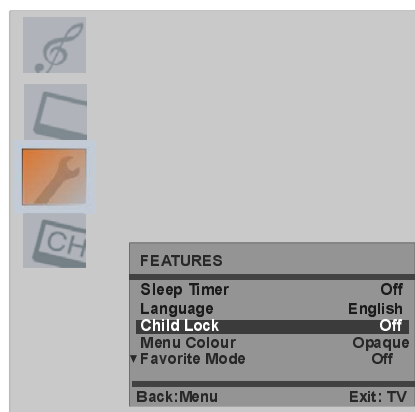 CH
FEATURES
Sleep Timer Off
Language English
Child Lock Off
Menu Colour Opaque
▼Favorite Mode Off
Back:Menu Exit: TV